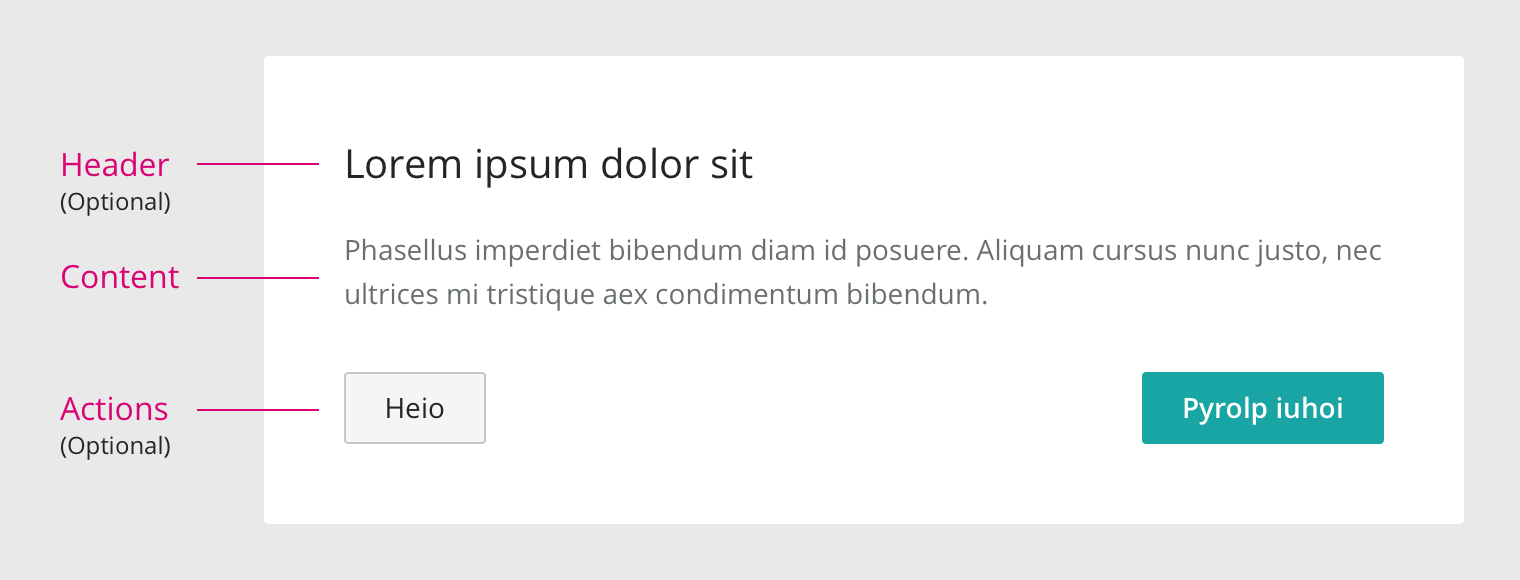 Header
(Optional)
Lorem ipsum dolor sit
Content
Phasellus imperdiet bibendum diam id posuere. Aliquam cursus nunc justo, nec
ultrices mi tristique aex condimentum bibendum.
Actions
(Optional)
Heio
Pyrolp iuhoi